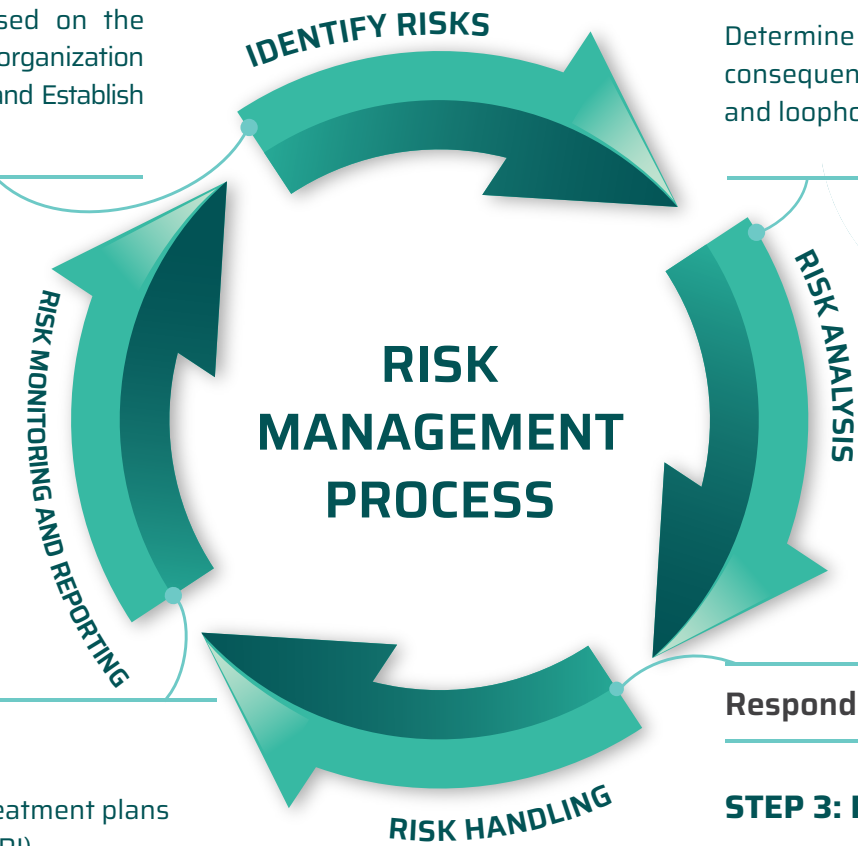 sed on the
organization
and Establish
IDENTIFY RISKS
Determine
consequen
and loopho
RISK ANALYSIS
RISK
MANAGEMENT
PROCESS
RISK MONITORING AND REPORTING
Respond
STEP 3:
RISK HANDLING
eatment plans